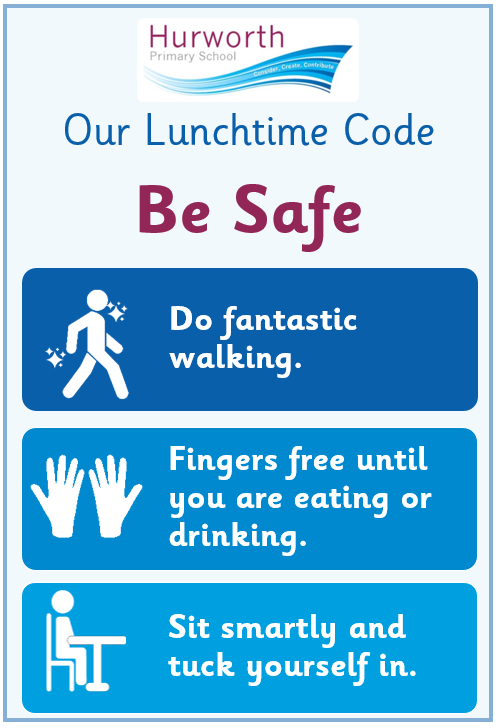 Hurworth
Primary School
Consider, Create, Contribute
Our Lunchtime Code
Be Safe
Do fantastic
walking.
Fingers free until
you are eating or
drinking.
Sit smartly and
tuck yourself in.